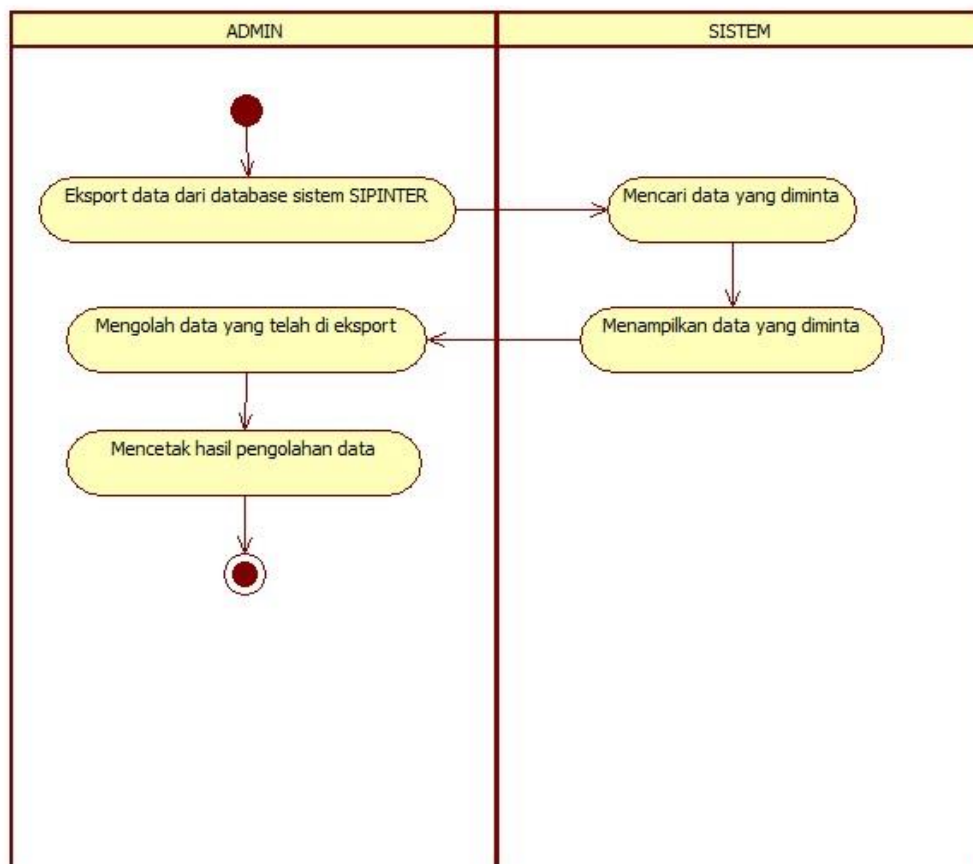 ADMIN
SISTEM
Eksport data dari database sistem SIPINTER
Mencari data yang diminta
Mengolah data yang telah di eksport
Menampilkan data yang diminta
Mencetak hasil pengolahan data